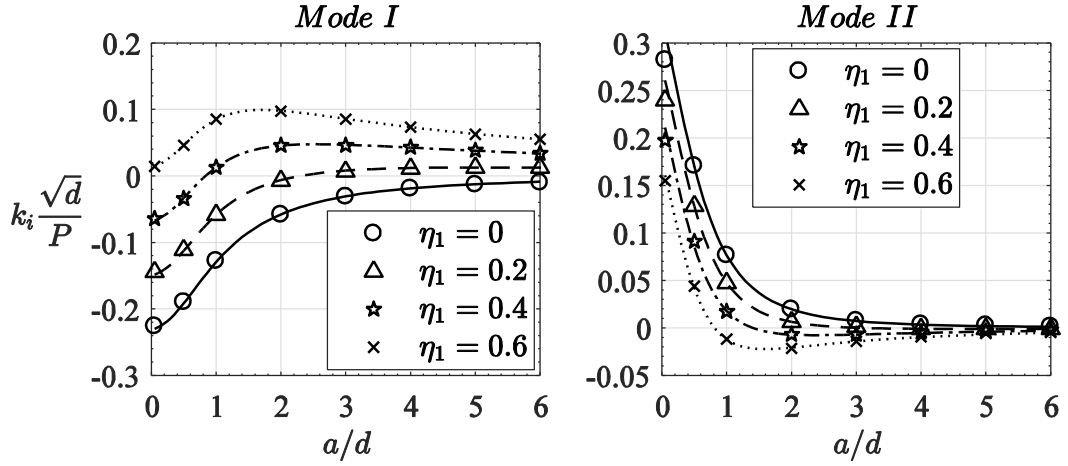 Mode I
0.2
0.1
0
-0.1
-0.2
-0.3
k_i √d / P
η₁ = 0
η₁ = 0.2
η₁ = 0.4
η₁ = 0.6
0 1 2 3 4 5 6
a/d
Mode II
0.3
0.25
0.2
0.15
0.1
0.05
0
-0.05
η₁ = 0
η₁ = 0.2
η₁ = 0.4
η₁ = 0.6
0 1 2 3 4 5 6
a/d